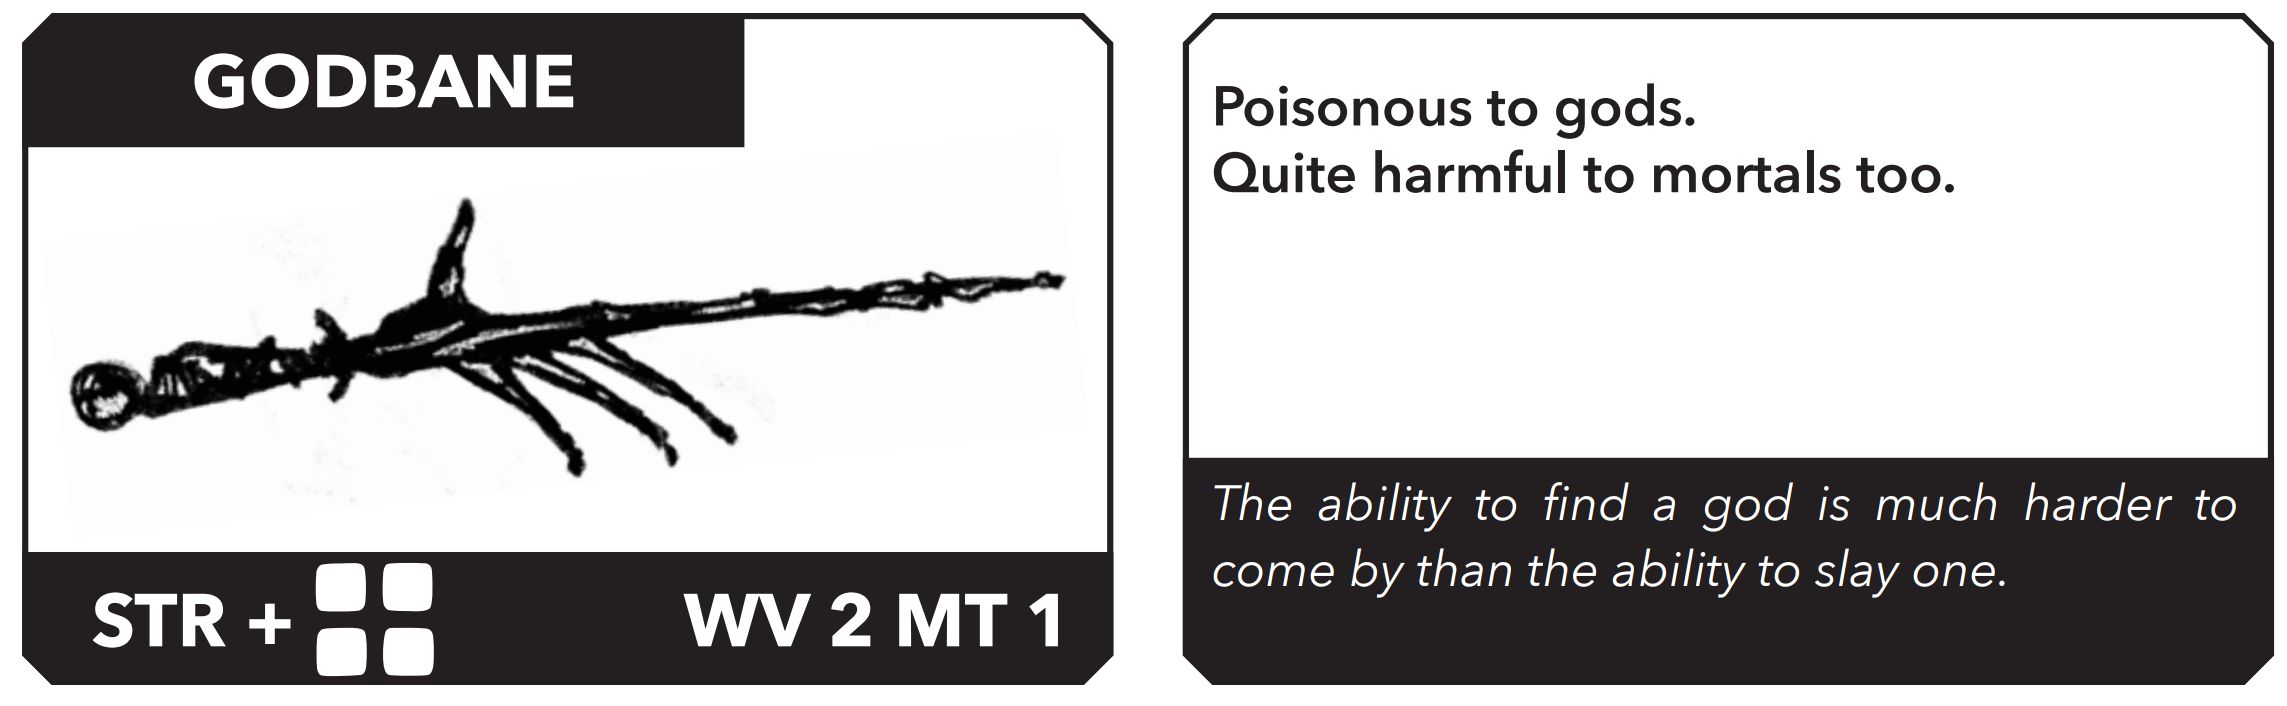 GODBANE
STR +
WV 2 MT 1
Poisonous to gods.
Quite harmful to mortals too.
The ability to find a god is much harder to
come by than the ability to slay one.